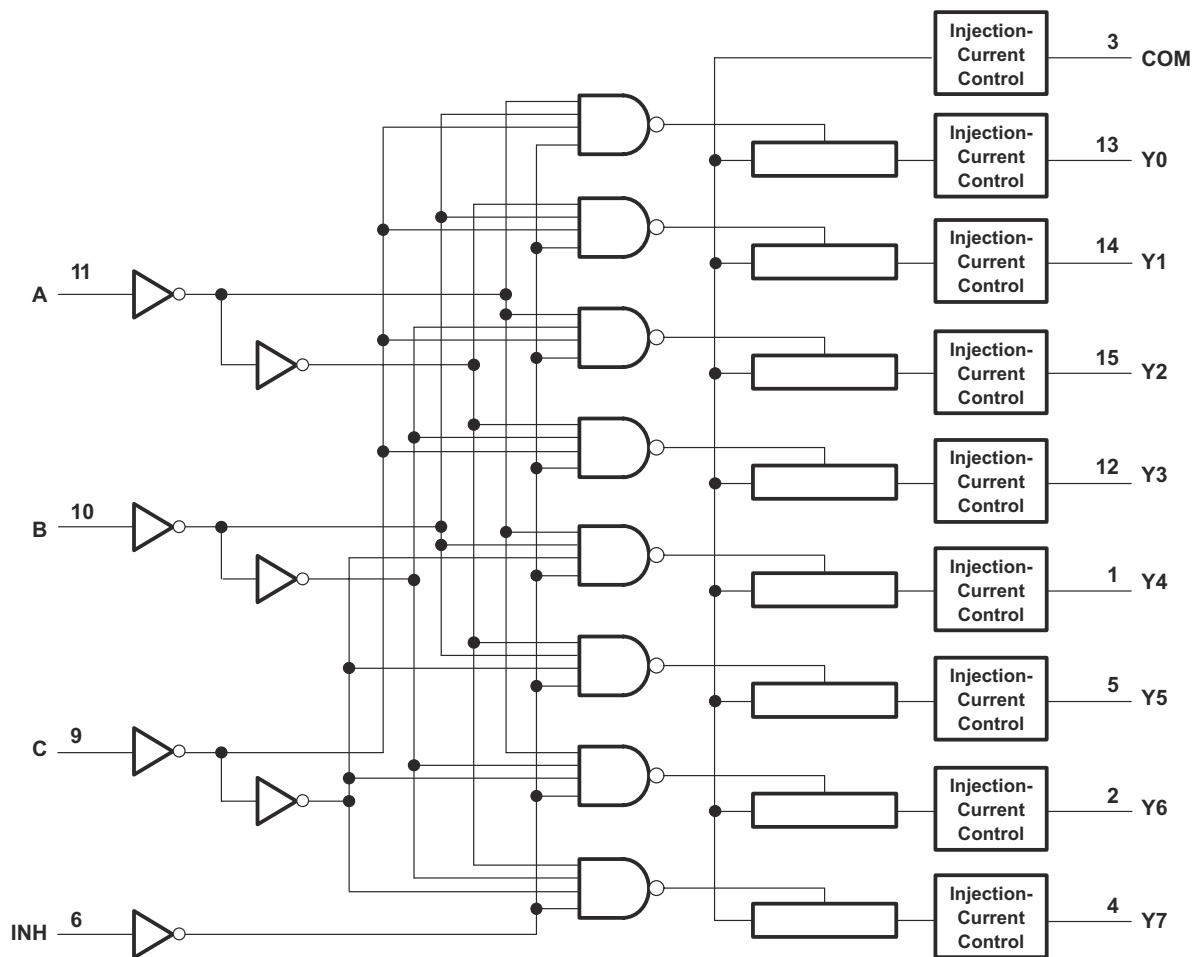 Injection-
Current
Control
3
COM
Injection-
Current
Control
13
Y0
Injection-
Current
Control
14
Y1
A
11
Injection-
Current
Control
15
Y2
Injection-
Current
Control
12
Y3
B
10
Injection-
Current
Control
1
Y4
Injection-
Current
Control
5
Y5
C
9
Injection-
Current
Control
2
Y6
Injection-
Current
Control
4
Y7
INH
6